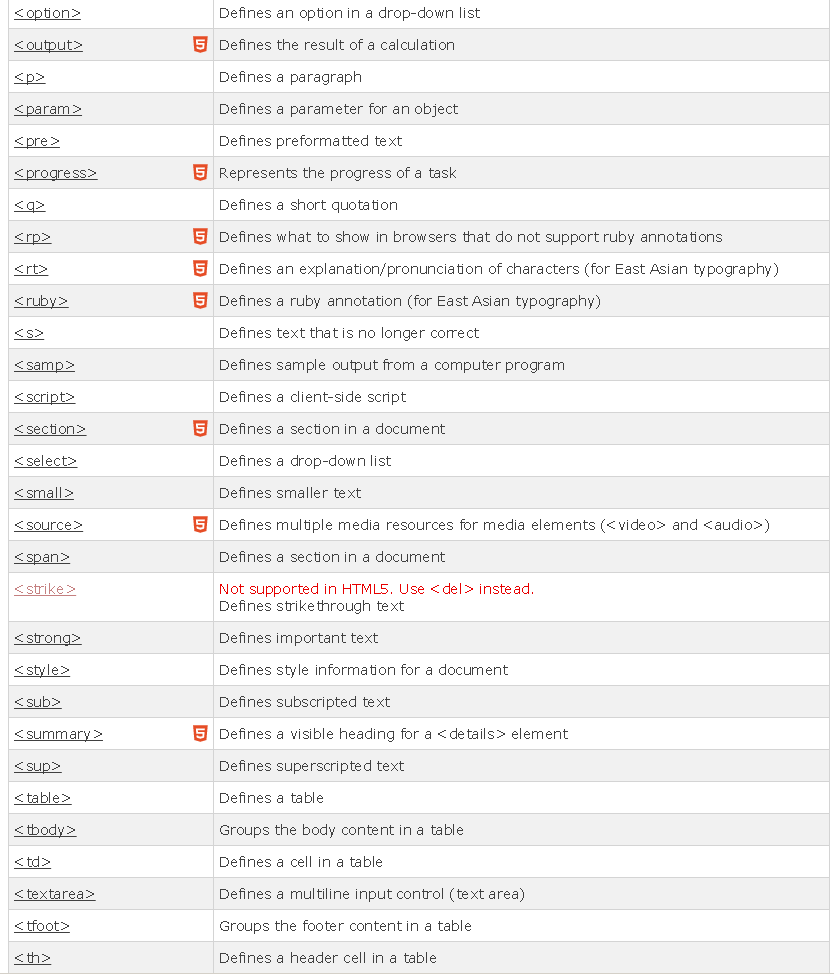 <option> Defines an option in a drop-down list
<output> 5 Defines the result of a calculation
<p> Defines a paragraph
<param> Defines a parameter for an object
<pre> Defines preformatted text
<progress> 5 Represents the progress of a task
<q> Defines a short quotation
<rp> 5 Defines what to show in browsers that do not support ruby annotations
<rt> 5 Defines an explanation/pronunciation of characters (for East Asian typography)
<ruby> 5 Defines a ruby annotation (for East Asian typography)
<s> Defines text that is no longer correct
<samp> Defines sample output from a computer program
<script> Defines a client-side script
<section> 5 Defines a section in a document
<select> Defines a drop-down list
<small> Defines smaller text
<source> 5 Defines multiple media resources for media elements (<video> and <audio>)
<span> Defines a section in a document
<strike> Not supported in HTML5. Use <del> instead.
Defines strikethrough text
<strong> Defines important text
<style> Defines style information for a document
<sub> Defines subscripted text
<summary> 5 Defines a visible heading for a <details> element
<sup> Defines superscripted text
<table> Defines a table
<tbody> Groups the body content in a table
<td> Defines a cell in a table
<textarea> Defines a multiline input control (text area)
<tfoot> Groups the footer content in a table
<th> Defines a header cell in a table